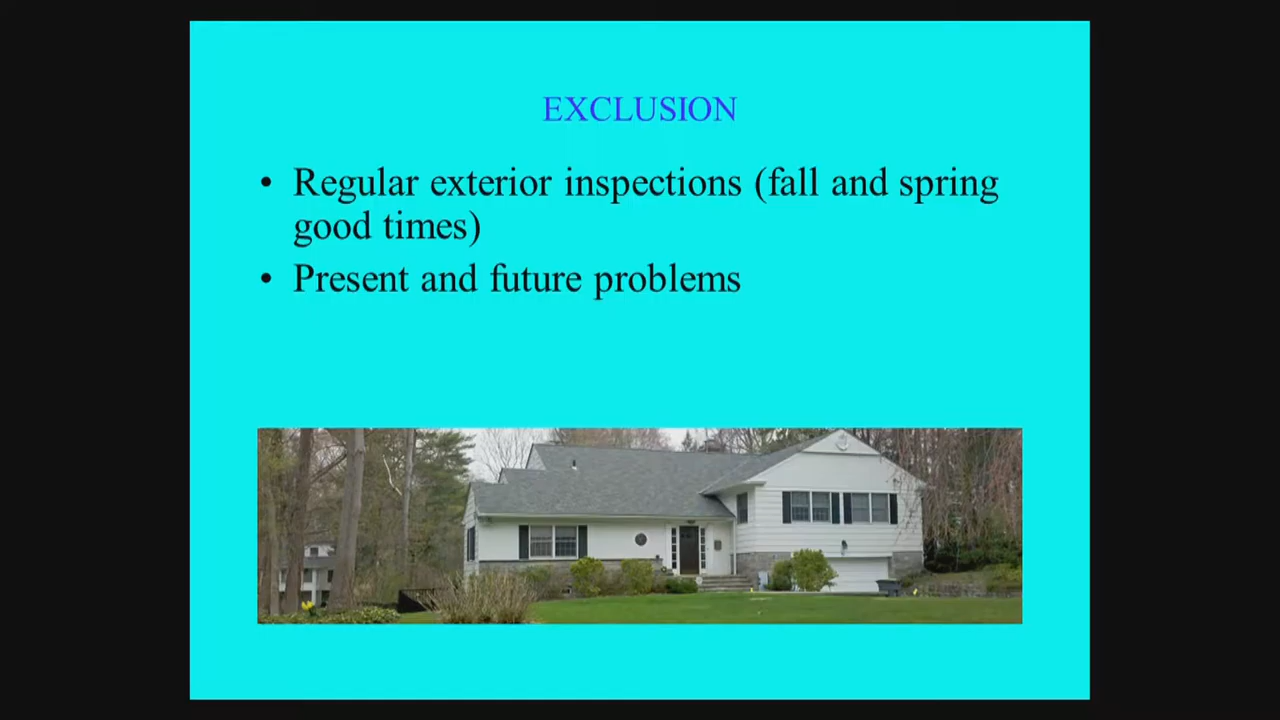 EXCLUSION
• Regular exterior inspections (fall and spring
good times)
• Present and future problems